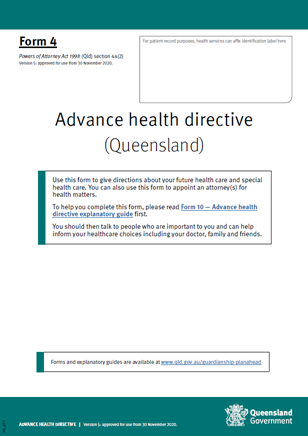 Form 4
Powers of Attorney Act 1998 (Qld) section 44(2)
Version 5: approved for use from 30 November 2020.
For patient record purposes, health services can affix identification label here
Advance health directive
(Queensland)
Use this form to give directions about your future health care and special
health care. You can also use this form to appoint an attorney(s) for
health matters.
To help you complete this form, please read Form 10 — Advance health
directive explanatory guide first.
You should then talk to people who are important to you and can help
inform your healthcare choices including your doctor, family and friends.
Forms and explanatory guides are available at www.qld.gov.au/guardianship-planahead
ADVANCE HEALTH DIRECTIVE | Version 5: approved for use from 30 November 2020.
Queensland
Government